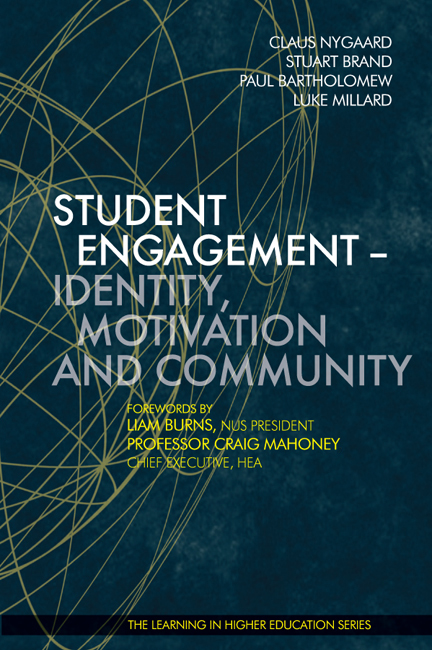 CLAUS NYGAARD
STUART BRAND
PAUL BARTHOLOMEW
LUKE MILLARD
STUDENT
ENGAGEMENT –
IDENTITY,
MOTIVATION
AND COMMUNITY
FOREWORDS BY
LIAM BURNS, NUS PRESIDENT
PROFESSOR CRAIG MAHONEY
CHIEF EXECUTIVE, HEA
THE LEARNING IN HIGHER EDUCATION SERIES